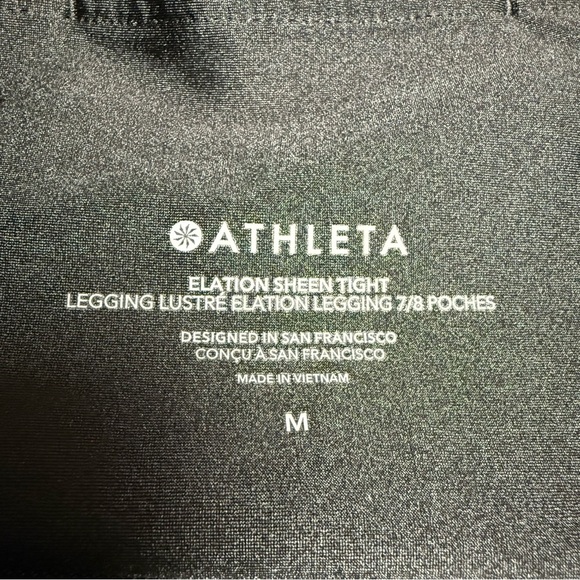 ATHLETA
ELATION SHEEN TIGHT
LEGGING LUSTRÉ ELATION LEGGING 7/8 POCHES
DESIGNED IN SAN FRANCISCO
CONÇU À SAN FRANCISCO
MADE IN VIETNAM
M